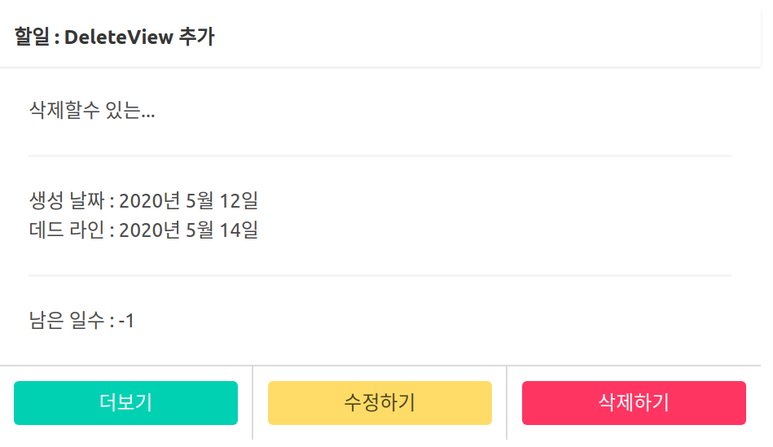 할일 : DeleteView 추가
삭제할수 있는...
생성 날짜 : 2020년 5월 12일
데드 라인 : 2020년 5월 14일
남은 일수 : -1
더보기
수정하기
삭제하기